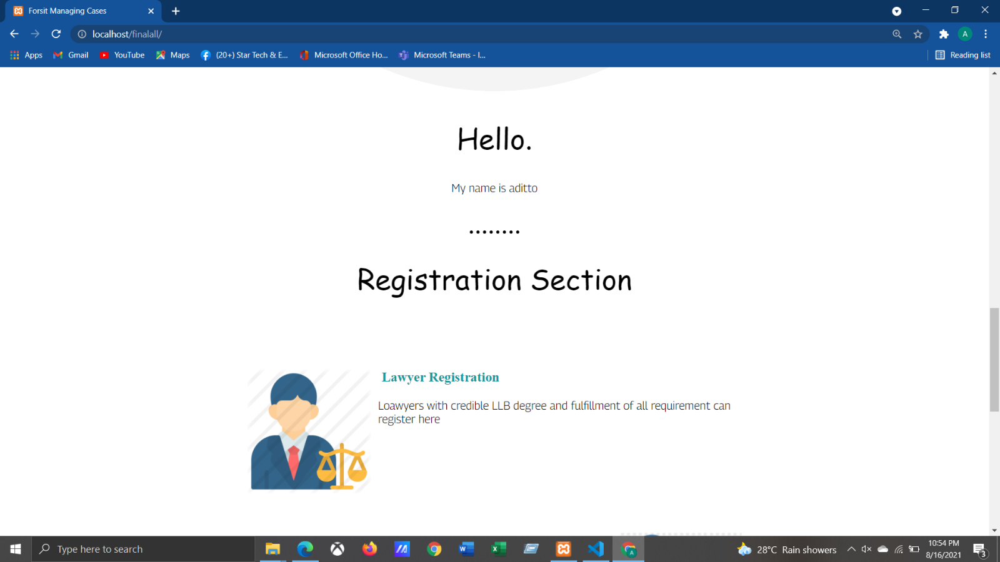 Forsit Managing Cases
localhost/finalall/
A
Apps
Gmail
YouTube
Maps
(20+) Star Tech & E...
Microsoft Office Ho...
Microsoft Teams - I...
Reading list
Hello.
My name is aditto
........
Registration Section
Lawyer Registration
Loawyers with credible LLB degree and fulfillment of all requirement can
register here
Type here to search
28°C Rain showers
10:54 PM
8/16/2021
3